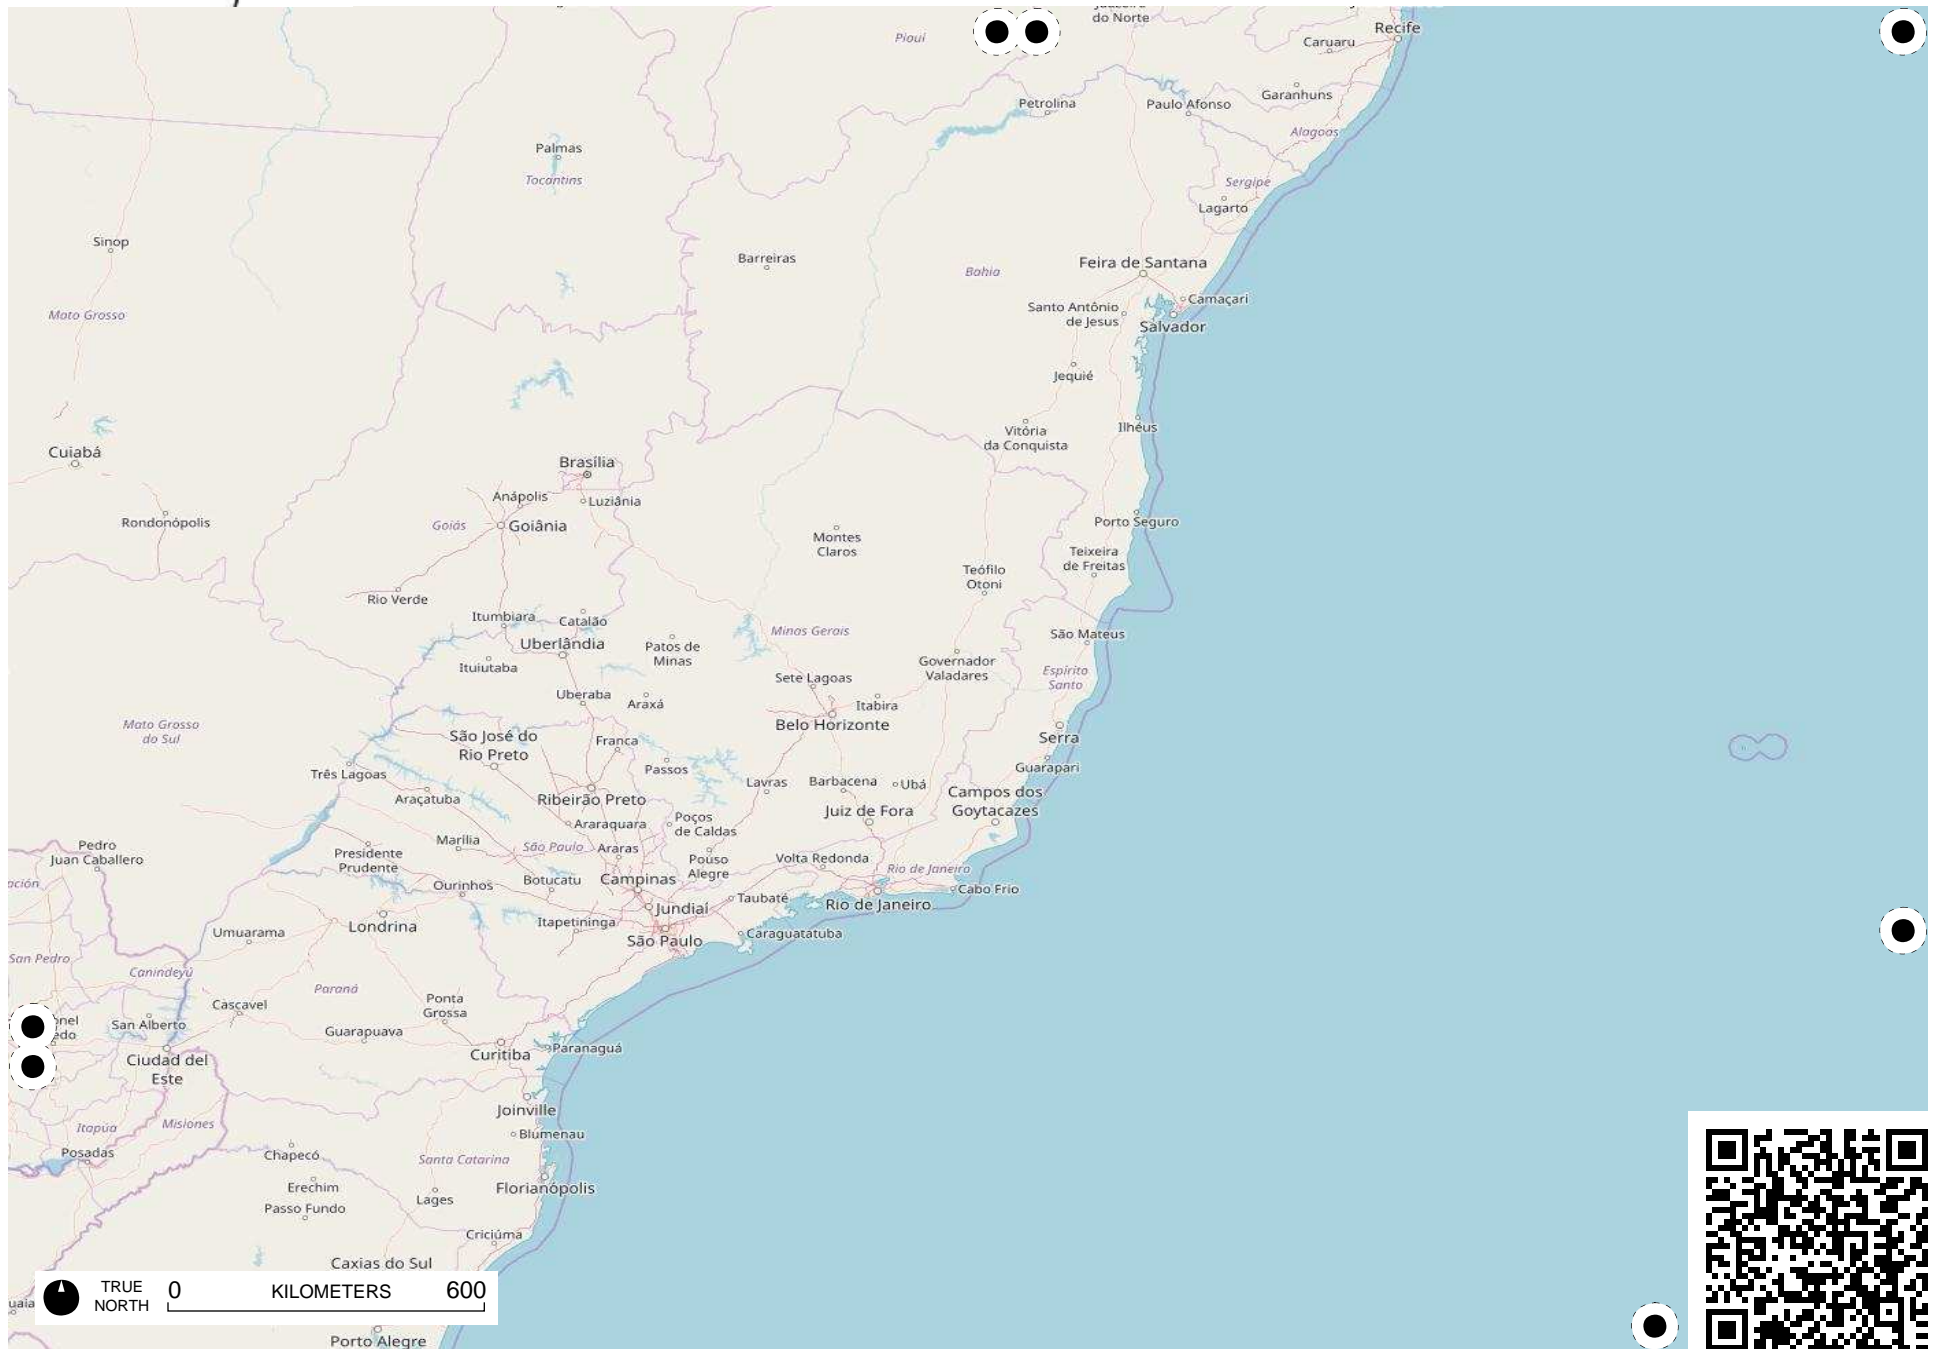 do Norte
Recife
Piauí
Caruaru
Petrolina
Paulo Afonso
Garanhuns
Alagoas
Palmas
Tocantins
Sergipe
Lagarto
Sinop
Barreiras
Bahia
Feira de Santana
Mato Grosso
Santo Antônio
de Jesus
Camaçari
Salvador
Jequié
Vitória
da Conquista
Ilhéus
Cuiabá
Brasília
Anápolis
Luziânia
Rondonópolis
Goiás
Goiânia
Montes
Claros
Porto Seguro
Teixeira
de Freitas
Teófilo
Otoni
Rio Verde
Itumbiara
Catalão
Uberlândia
Patos de
Minas
Minas Gerais
São Mateus
Ituiutaba
Governador
Valadares
Espírito
Santo
Sete Lagoas
Uberaba
Araxá
Itabira
Belo Horizonte
Mato Grosso
do Sul
São José do
Rio Preto
Franca
Serra
Três Lagoas
Passos
Guarapari
Lavras
Barbacena
Ubá
Araçatuba
Ribeirão Preto
Campos dos
Goytacazes
Juiz de Fora
Araraquara
Poços
de Caldas
Pedro
Juan Caballero
Marília
São Paulo
Araras
Presidente
Prudente
Pouso
Alegre
Volta Redonda
Rio de Janeiro
ación
Ourinhos
Botucatu
Campinas
Cabo Frio
Taubaté
Rio de Janeiro
Jundiaí
Londrina
Itapetininga
Umuarama
São Paulo
Caraguatatuba
San Pedro
Canindeyú
Paraná
Cascavel
Ponta
Grossa
onel
edo
San Alberto
Guarapuava
Ciudad del
Este
Curitiba
Paranaguá
Joinville
Itapúa
Misiones
Blumenau
Posadas
Chapecó
Santa Catarina
Erechim
Lages
Florianópolis
Passo Fundo
Criciúma
Caxias do Sul
uaia
Porto Alegre
TRUE
NORTH
0 KILOMETERS 600